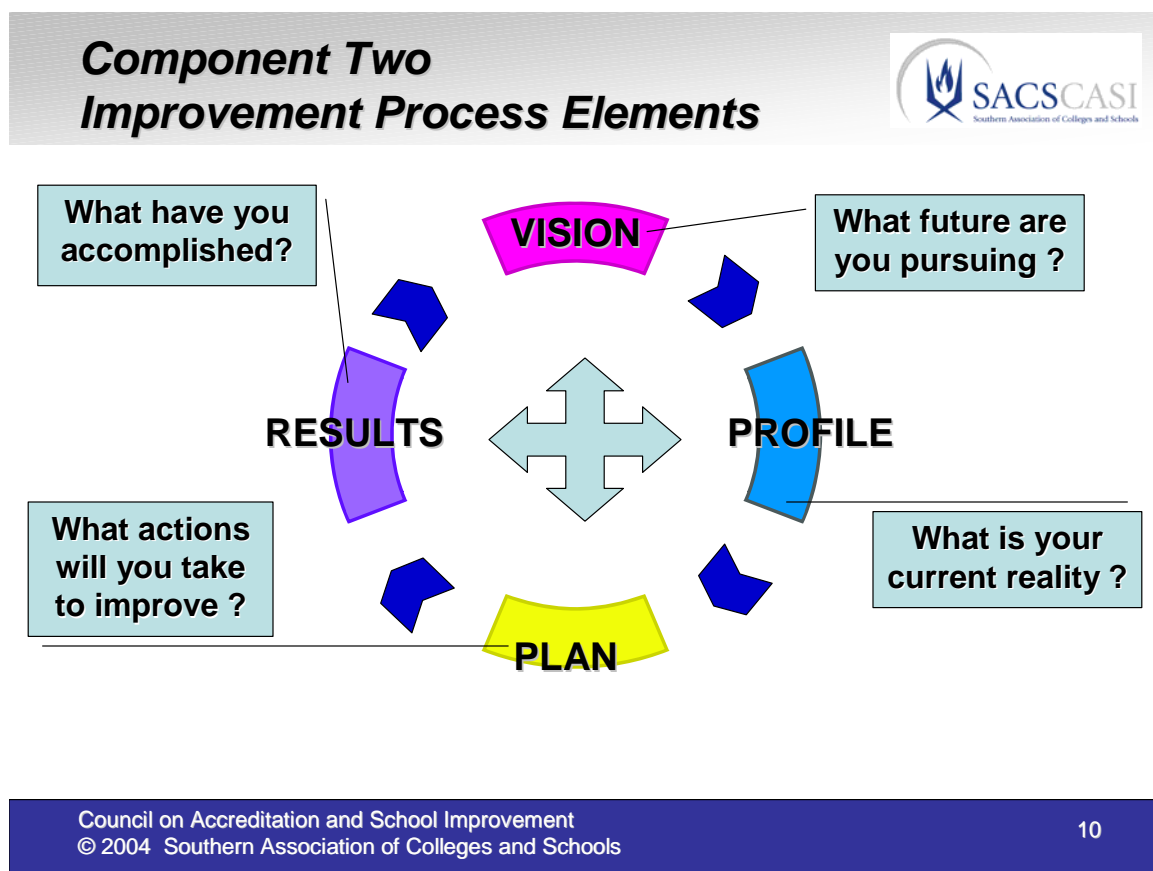 Component Two
Improvement Process Elements
SACSCASI
Southern Association of Colleges and Schools
What have you
accomplished?
VISION
What future are
you pursuing ?
RESULTS
PROFILE
What actions
will you take
to improve ?
What is your
current reality ?
PLAN
Council on Accreditation and School Improvement
© 2004 Southern Association of Colleges and Schools
10